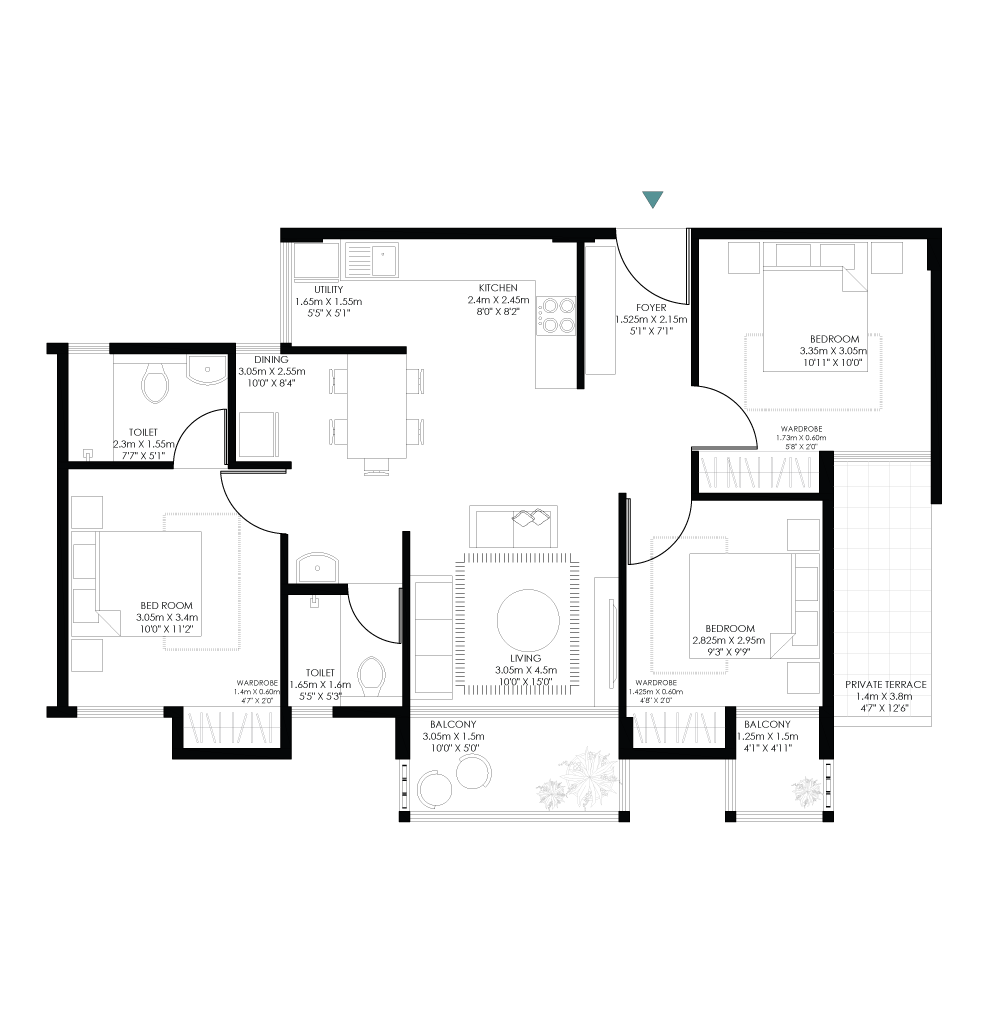 UTILITY
1.65m X 1.55m
5'5" X 5'1"
KITCHEN
2.4m X 2.45m
8'0" X 8'2"
FOYER
1.525m X 2.15m
5'1" X 7'1"
BEDROOM
3.35m X 3.05m
10'11" X 10'0"
DINING
3.05m X 2.55m
10'0" X 8'4"
TOILET
2.3m X 1.55m
7'7" X 5'1"
WARDROBE
1.73m X 0.60m
5'8" X 2'0"
BED ROOM
3.05m X 3.4m
10'0" X 11'2"
BEDROOM
2.825m X 2.95m
9'3" X 9'9"
LIVING
3.05m X 4.5m
10'0" X 15'0"
TOILET
1.65m X 1.6m
5'5" X 5'3"
WARDROBE
1.4m X 0.60m
4'7" X 2'0"
WARDROBE
1.425m X 0.60m
4'8" X 2'0"
PRIVATE TERRACE
1.4m X 3.8m
4'7" X 12'6"
BALCONY
3.05m X 1.5m
10'0" X 5'0"
BALCONY
1.25m X 1.5m
4'1" X 4'11"